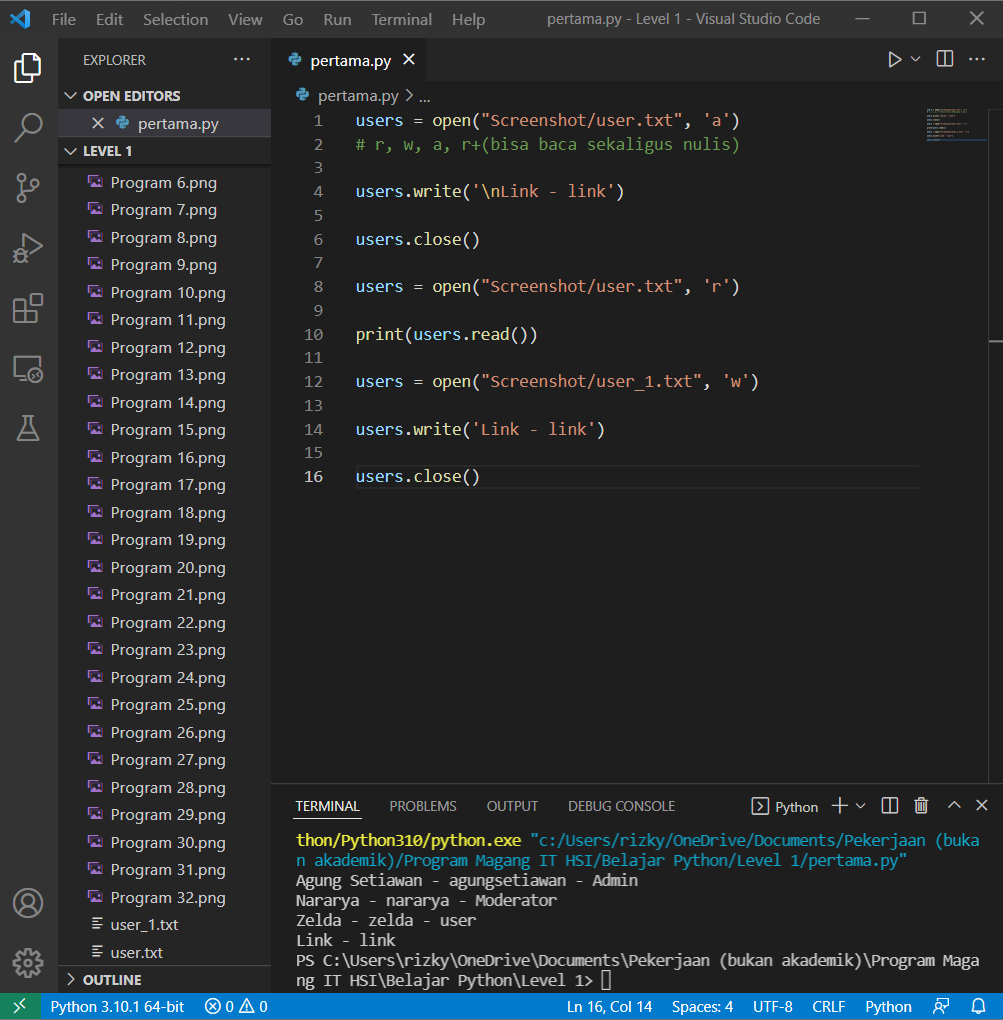 File Edit Selection View Go Run Terminal Help pertama.py - Level 1 - Visual Studio Code
EXPLORER
OPEN EDITORS
pertama.py
LEVEL 1
Program 6.png
Program 7.png
Program 8.png
Program 9.png
Program 10.png
Program 11.png
Program 12.png
Program 13.png
Program 14.png
Program 15.png
Program 16.png
Program 17.png
Program 18.png
Program 19.png
Program 20.png
Program 21.png
Program 22.png
Program 23.png
Program 24.png
Program 25.png
Program 26.png
Program 27.png
Program 28.png
Program 29.png
Program 30.png
Program 31.png
Program 32.png
user_1.txt
user.txt
OUTLINE
pertama.py
pertama.py > ...
1 users = open("Screenshot/user.txt", 'a')
2 # r, w, a, r+(bisa baca sekaligus nulis)
3
4 users.write('\nLink - link')
5
6 users.close()
7
8 users = open("Screenshot/user.txt", 'r')
9
10 print(users.read())
11
12 users = open("Screenshot/user_1.txt", 'w')
13
14 users.write('Link - link')
15
16 users.close()
TERMINAL PROBLEMS OUTPUT DEBUG CONSOLE Python
thon/Python310/python.exe "c:/Users/rizky/OneDrive/Documents/Pekerjaan (buka
n akademik)/Program Magang IT HSI/Belajar Python/Level 1/pertama.py"
Agung Setiawan - agungsetiawan - Admin
Nararya - nararya - Moderator
Zelda - zelda - user
Link - link
PS C:\Users\rizky\OneDrive\Documents\Pekerjaan (bukan akademik)\Program Maga
ng IT HSI\Belajar Python\Level 1>
Python 3.10.1 64-bit 0 0 Ln 16, Col 14 Spaces: 4 UTF-8 CRLF Python